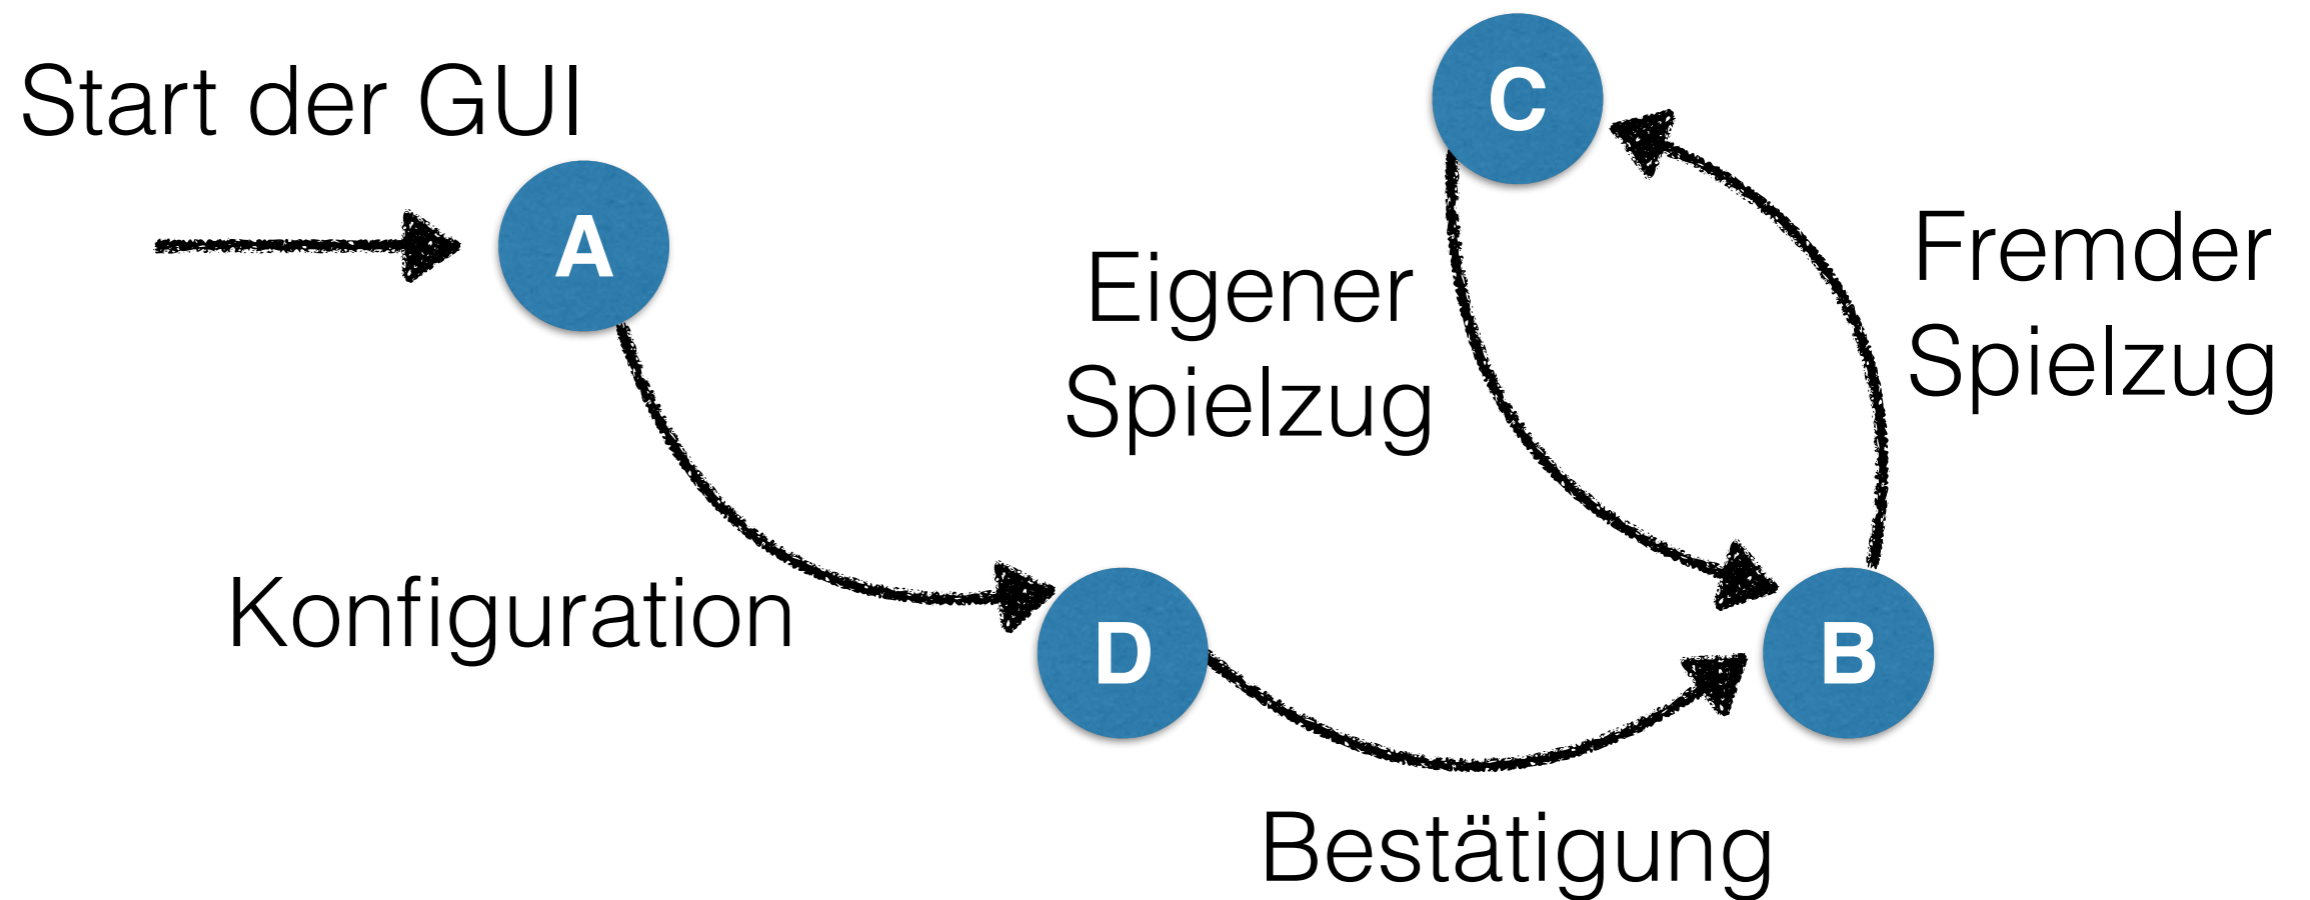 Start der GUI
A
C
Eigener
Spielzug
Fremder
Spielzug
Konfiguration
D
B
Bestätigung